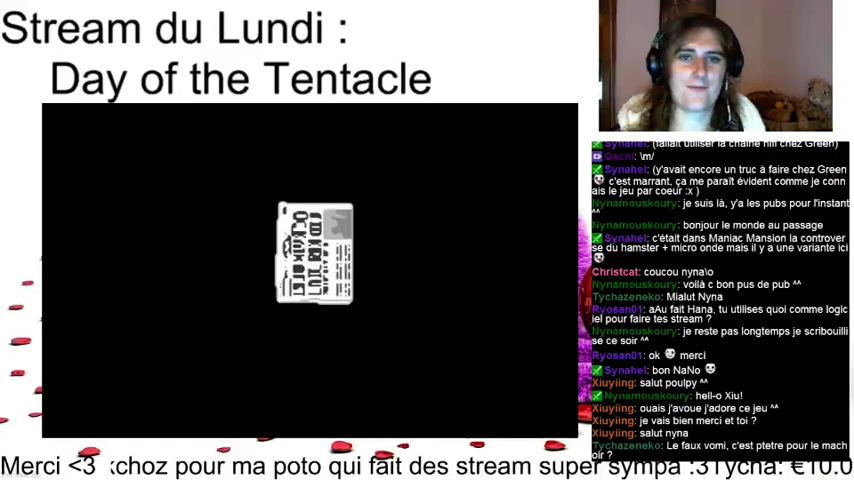 Stream du Lundi :
Day of the Tentacle
Synahel: (fallait utiliser la chaîne hifi chez Green)
Gachi: \m/
Synahel: (y'avait encore un truc à faire chez Green
c'est marrant, ça me paraît évident comme je conn
ais le jeu par coeur :x )
Nynamouskoury: je suis là, y'a les pubs pour l'instant
^^
Nynamouskoury: bonjour le monde au passage
Synahel: c'était dans Maniac Mansion la controver
se du hamster + micro onde mais il y a une variante ici
Christcat: coucou nyna\o
Nynamouskoury: voilà c bon pus de pub ^^
Tychazeneko: Mialut Nyna
Ryosan01: aAu fait Hana, tu utilises quoi comme logic
iel pour faire tes stream ?
Nynamouskoury: je reste pas longtemps je scribouilli
se ce soir ^^
Ryosan01: ok merci
Synahel: bon NaNo
Xiuyiing: salut poulpy ^^
Nynamouskoury: hell-o Xiu!
Xiuyiing: ouais j'avoue j'adore ce jeu ^^
Xiuyiing: je vais bien merci et toi ?
Xiuyiing: salut nyna
Tychazeneko: Le faux vomi, c'est ptetre pour le mach
oir ?
Merci <3 :choz pour ma poto qui fait des stream super sympa :3Tycha: €10.0